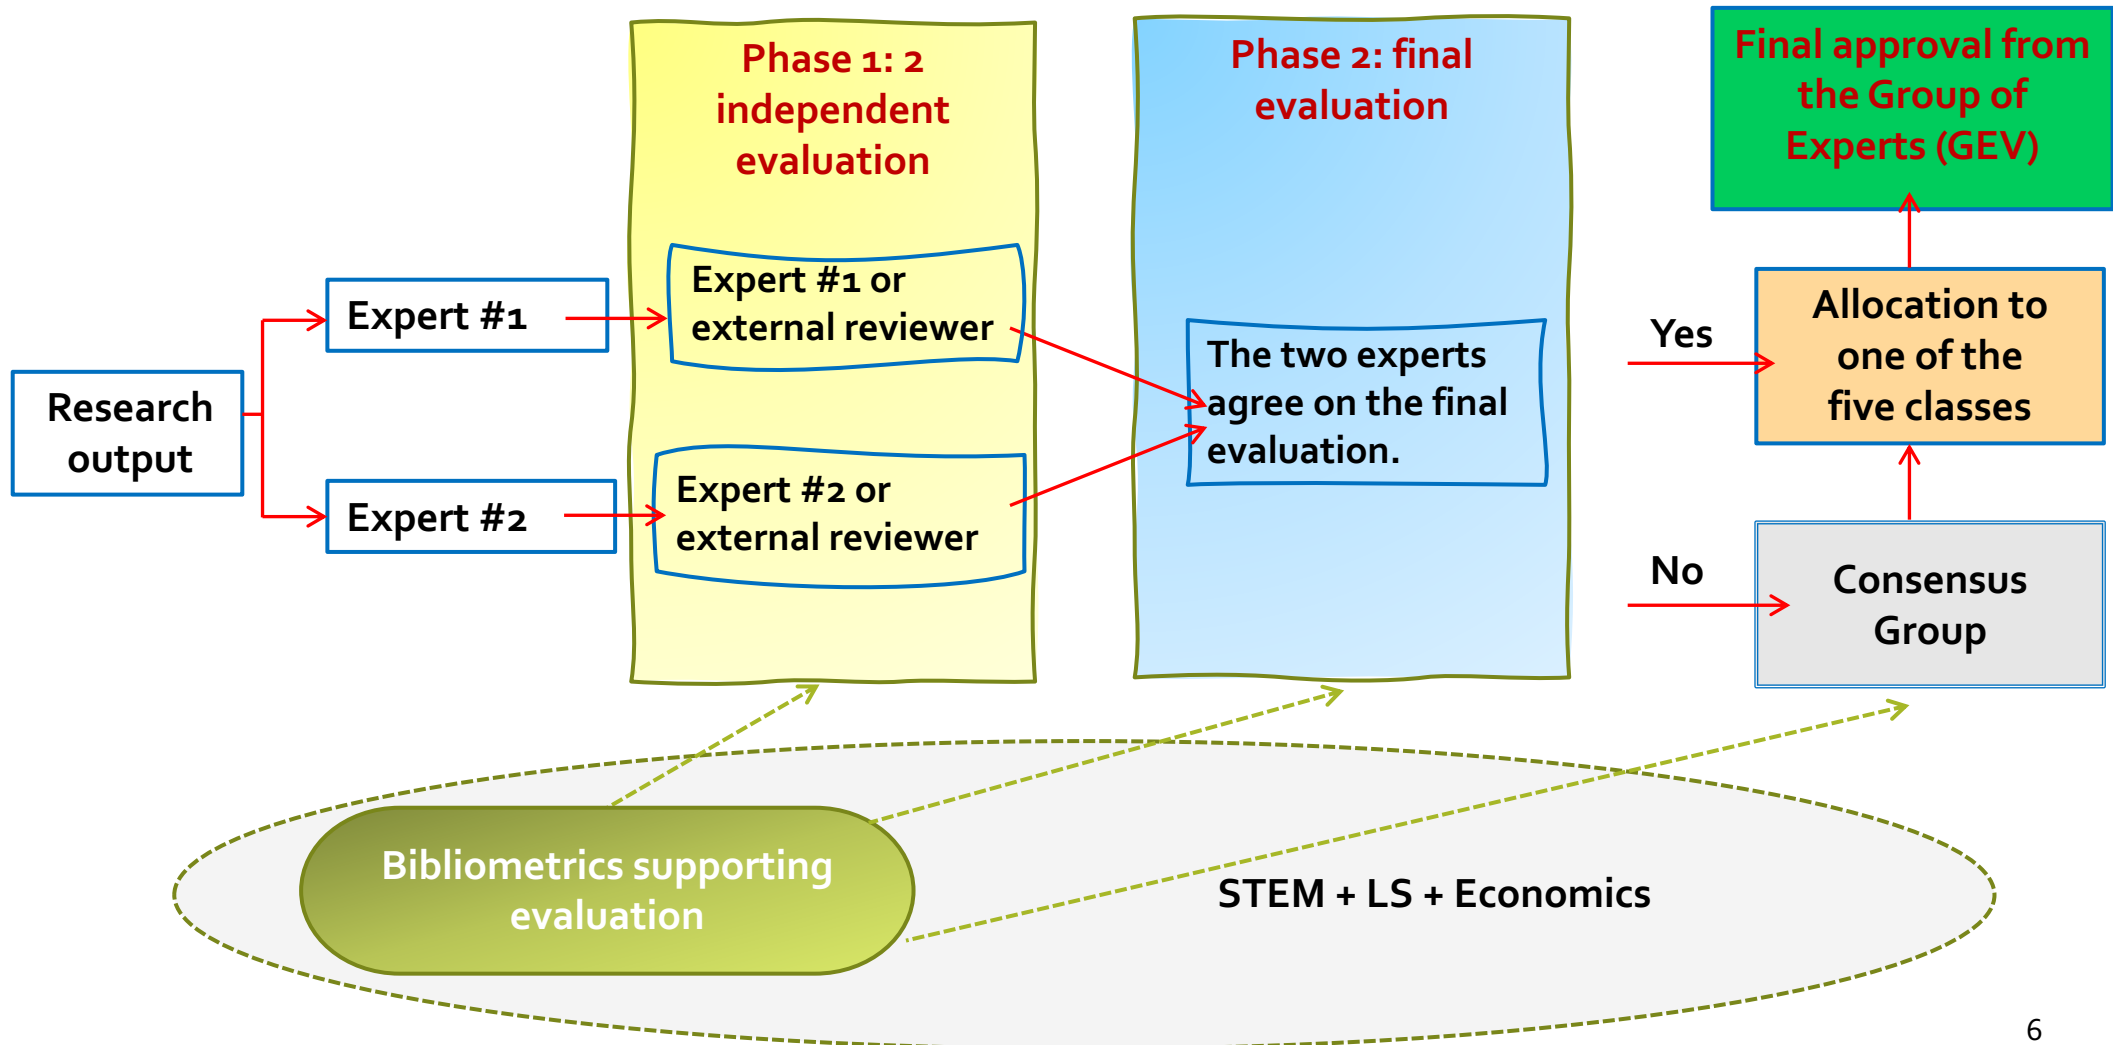 Research
output
Expert #1
Expert #2
Phase 1: 2
independent
evaluation
Expert #1 or
external reviewer
Expert #2 or
external reviewer
Phase 2: final
evaluation
The two experts
agree on the final
evaluation.
Yes
No
Final approval from
the Group of
Experts (GEV)
Allocation to
one of the
five classes
Consensus
Group
Bibliometrics supporting
evaluation
STEM + LS + Economics
6